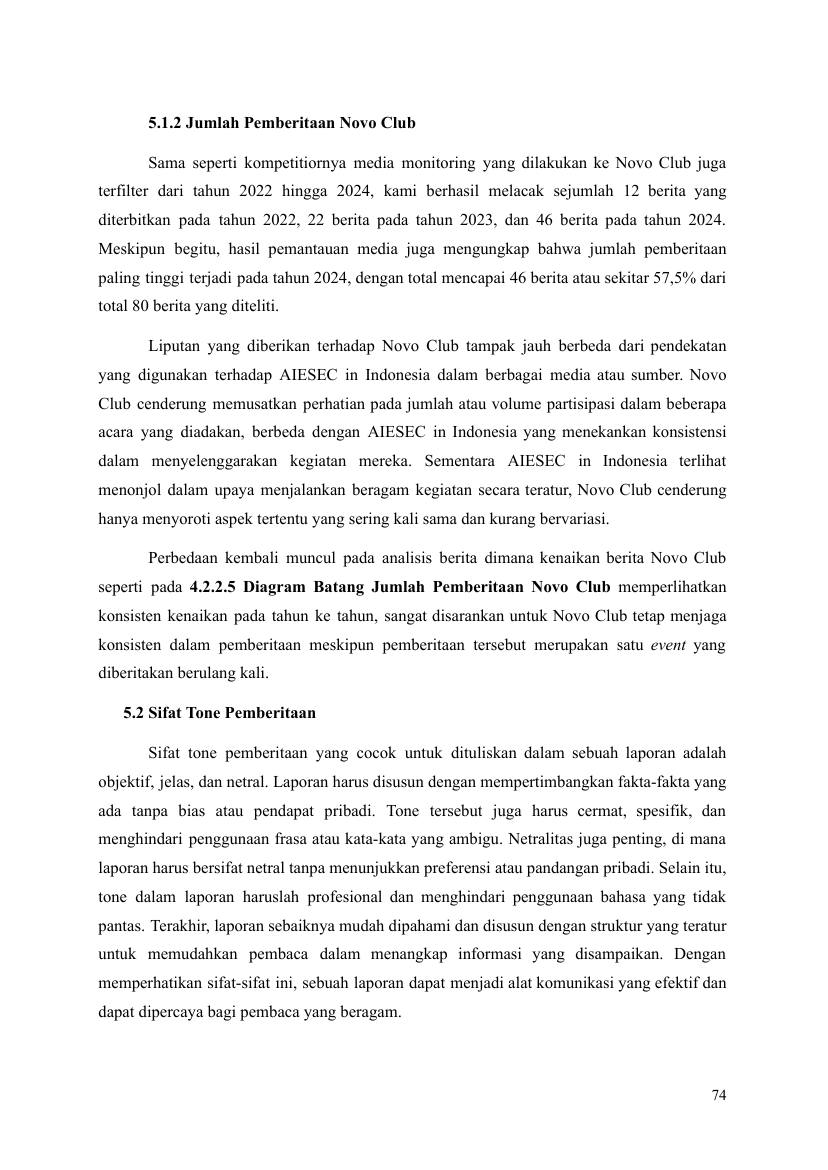 5.1.2 Jumlah Pemberitaan Novo Club
Sama seperti kompetitiornya media monitoring yang dilakukan ke Novo Club juga
terfilter dari tahun 2022 hingga 2024, kami berhasil melacak sejumlah 12 berita yang
diterbitkan pada tahun 2022, 22 berita pada tahun 2023, dan 46 berita pada tahun 2024.
Meskipun begitu, hasil pemantauan media juga mengungkap bahwa jumlah pemberitaan
paling tinggi terjadi pada tahun 2024, dengan total mencapai 46 berita atau sekitar 57,5% dari
total 80 berita yang diteliti.
Liputan yang diberikan terhadap Novo Club tampak jauh berbeda dari pendekatan
yang digunakan terhadap AIESEC in Indonesia dalam berbagai media atau sumber. Novo
Club cenderung memusatkan perhatian pada jumlah atau volume partisipasi dalam beberapa
acara yang diadakan, berbeda dengan AIESEC in Indonesia yang menekankan konsistensi
dalam menyelenggarakan kegiatan mereka. Sementara AIESEC in Indonesia terlihat
menonjol dalam upaya menjalankan beragam kegiatan secara teratur, Novo Club cenderung
hanya menyoroti aspek tertentu yang sering kali sama dan kurang bervariasi.
Perbedaan kembali muncul pada analisis berita dimana kenaikan berita Novo Club
seperti pada 4.2.2.5 Diagram Batang Jumlah Pemberitaan Novo Club memperlihatkan
konsisten kenaikan pada tahun ke tahun, sangat disarankan untuk Novo Club tetap menjaga
konsisten dalam pemberitaan meskipun pemberitaan tersebut merupakan satu event yang
diberitakan berulang kali.
5.2 Sifat Tone Pemberitaan
Sifat tone pemberitaan yang cocok untuk dituliskan dalam sebuah laporan adalah
objektif, jelas, dan netral. Laporan harus disusun dengan mempertimbangkan fakta-fakta yang
ada tanpa bias atau pendapat pribadi. Tone tersebut juga harus cermat, spesifik, dan
menghindari penggunaan frasa atau kata-kata yang ambigu. Netralitas juga penting, di mana
laporan harus bersifat netral tanpa menunjukkan preferensi atau pandangan pribadi. Selain itu,
tone dalam laporan haruslah profesional dan menghindari penggunaan bahasa yang tidak
pantas. Terakhir, laporan sebaiknya mudah dipahami dan disusun dengan struktur yang teratur
untuk memudahkan pembaca dalam menangkap informasi yang disampaikan. Dengan
memperhatikan sifat-sifat ini, sebuah laporan dapat menjadi alat komunikasi yang efektif dan
dapat dipercaya bagi pembaca yang beragam.
74